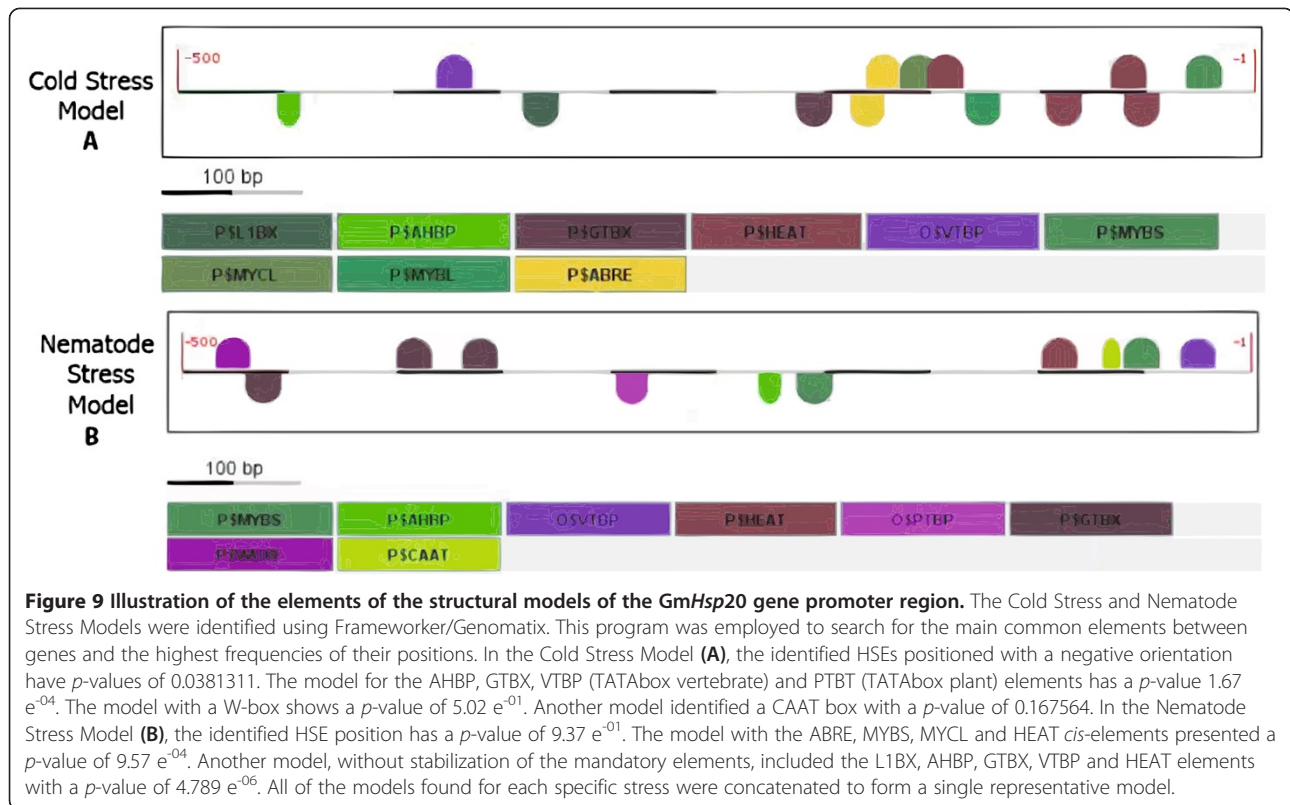 Cold Stress
Model
A
-500
-1
100 bp
P$L1BX P$AHBP P$GTBX P$HEAT O$VTBP P$MYBS
P$MYCL P$MYBL P$ABRE
Nematode
Stress
Model
B
-500
-1
100 bp
P$MYBS P$AHBP O$VTBP P$HEAT O$PTBP P$GTBX
P$CAAT
Figure 9 Illustration of the elements of the structural models of the GmHsp20 gene promoter region. The Cold Stress and Nematode
Stress Models were identified using Frameworker/Genomatix. This program was employed to search for the main common elements between
genes and the highest frequencies of their positions. In the Cold Stress Model (A), the identified HSEs positioned with a negative orientation
have p-values of 0.0381311. The model for the AHBP, GTBX, VTBP (TATAbox vertebrate) and PTBT (TATAbox plant) elements has a p-value 1.67
e⁻⁰⁴. The model with a W-box shows a p-value of 5.02 e⁻⁰¹. Another model identified a CAAT box with a p-value of 0.167564. In the Nematode
Stress Model (B), the identified HSE position has a p-value of 9.37 e⁻⁰¹. The model with the ABRE, MYBS, MYCL and HEAT cis-elements presented a
p-value of 9.57 e⁻⁰⁴. Another model, without stabilization of the mandatory elements, included the L1BX, AHBP, GTBX, VTBP and HEAT elements
with a p-value of 4.789 e⁻⁰⁶. All of the models found for each specific stress were concatenated to form a single representative model.